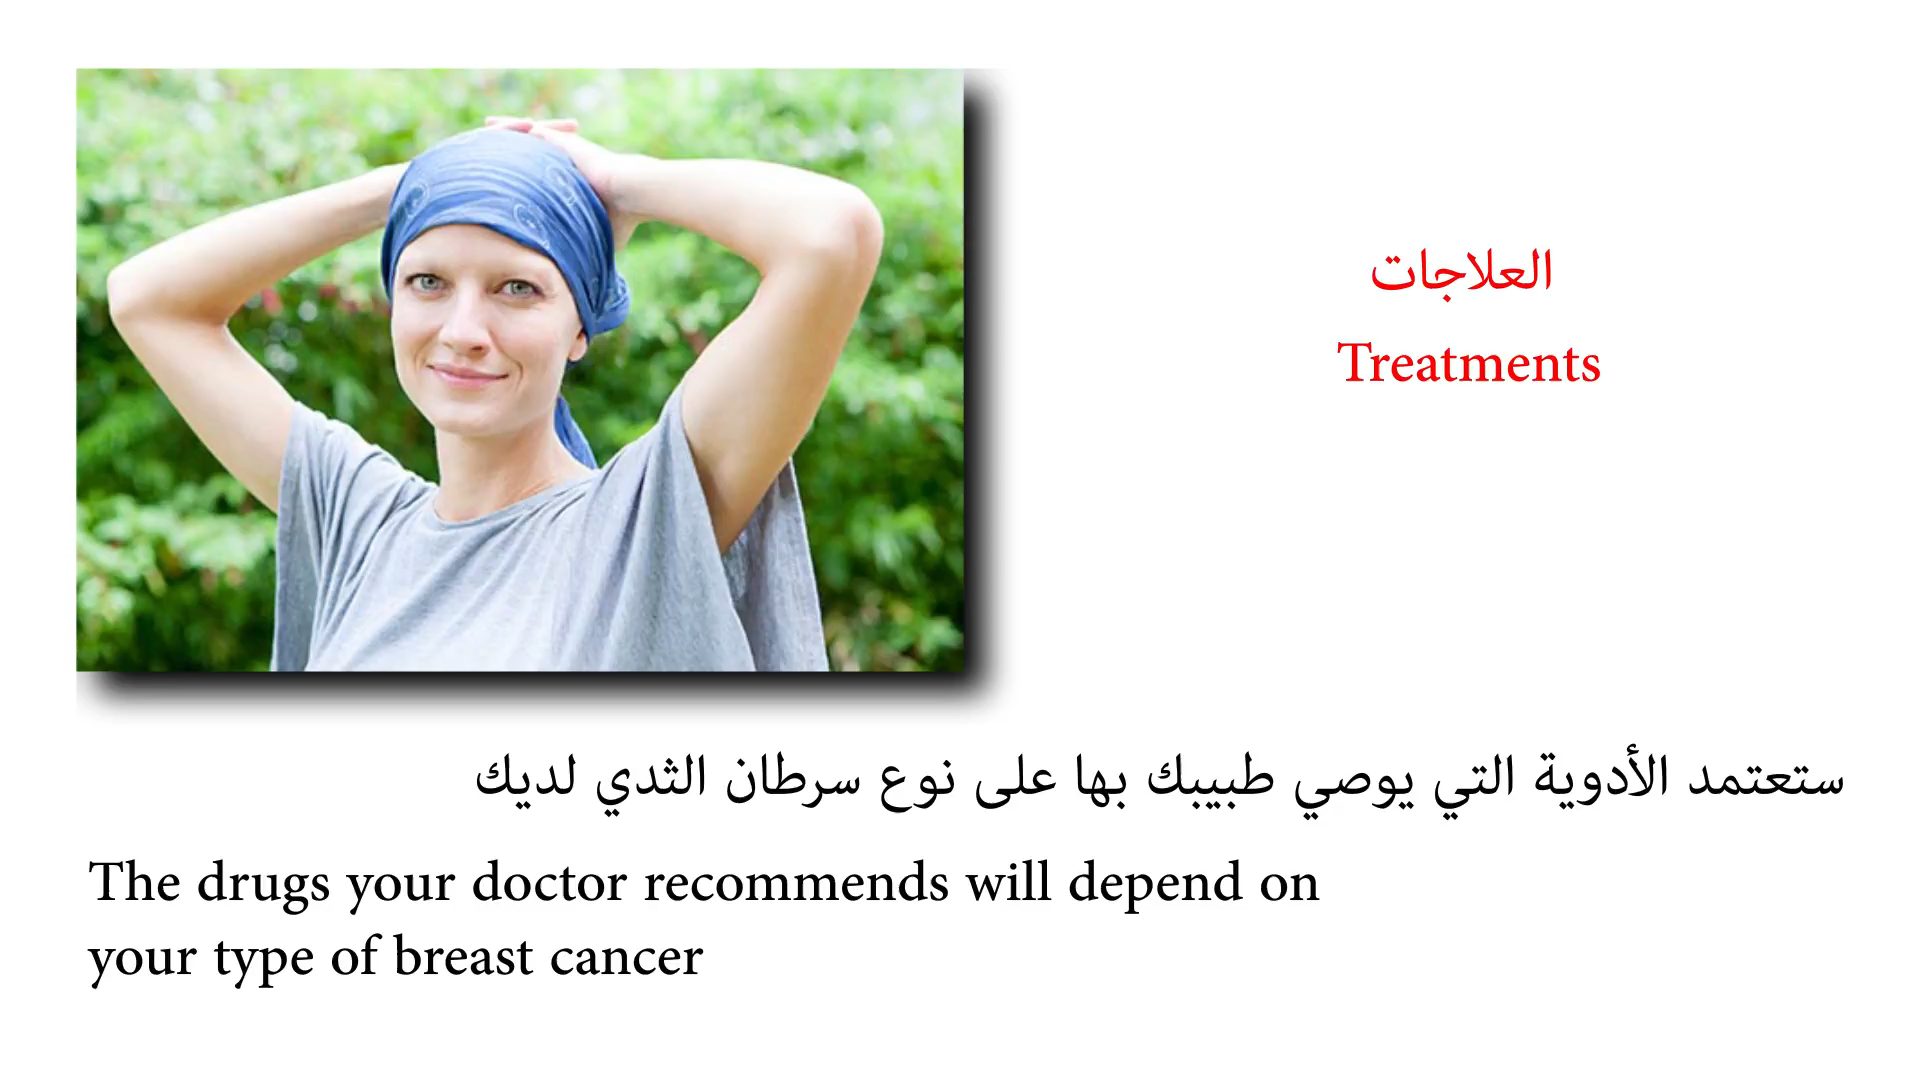 العلاجات
Treatments
ستعتمد الأدوية التي يوصي طبيبك بها على نوع سرطان الثدي لديك
The drugs your doctor recommends will depend on
your type of breast cancer